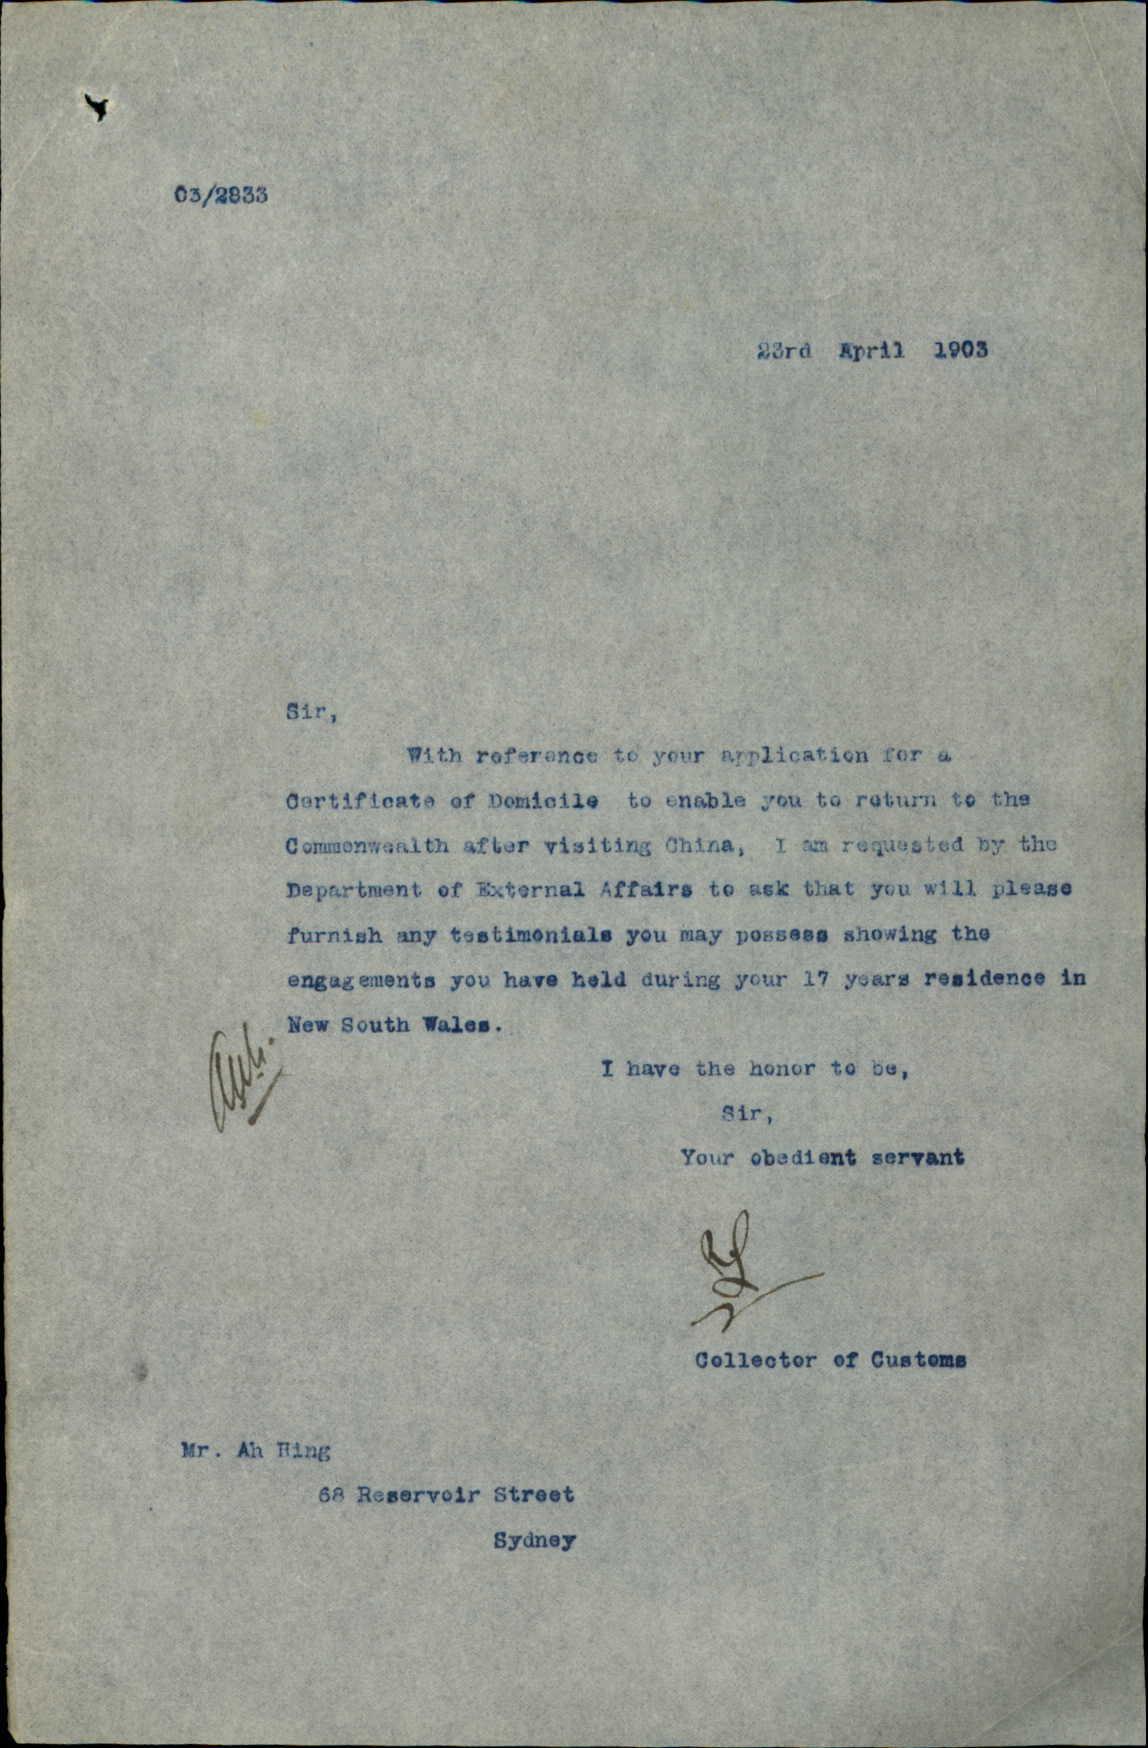 03/2833
23rd April 1903
Sir,
With reference to your application for a
Certificate of Domicile to enable you to return to the
Commonwealth after visiting China, I am requested by the
Department of External Affairs to ask that you will please
furnish any testimonials you may possess showing the
engagements you have held during your 17 years residence in
New South Wales.
I have the honor to be,
Sir,
Your obedient servant
Collector of Customs
Mr. Ah Hing
68 Reservoir Street
Sydney